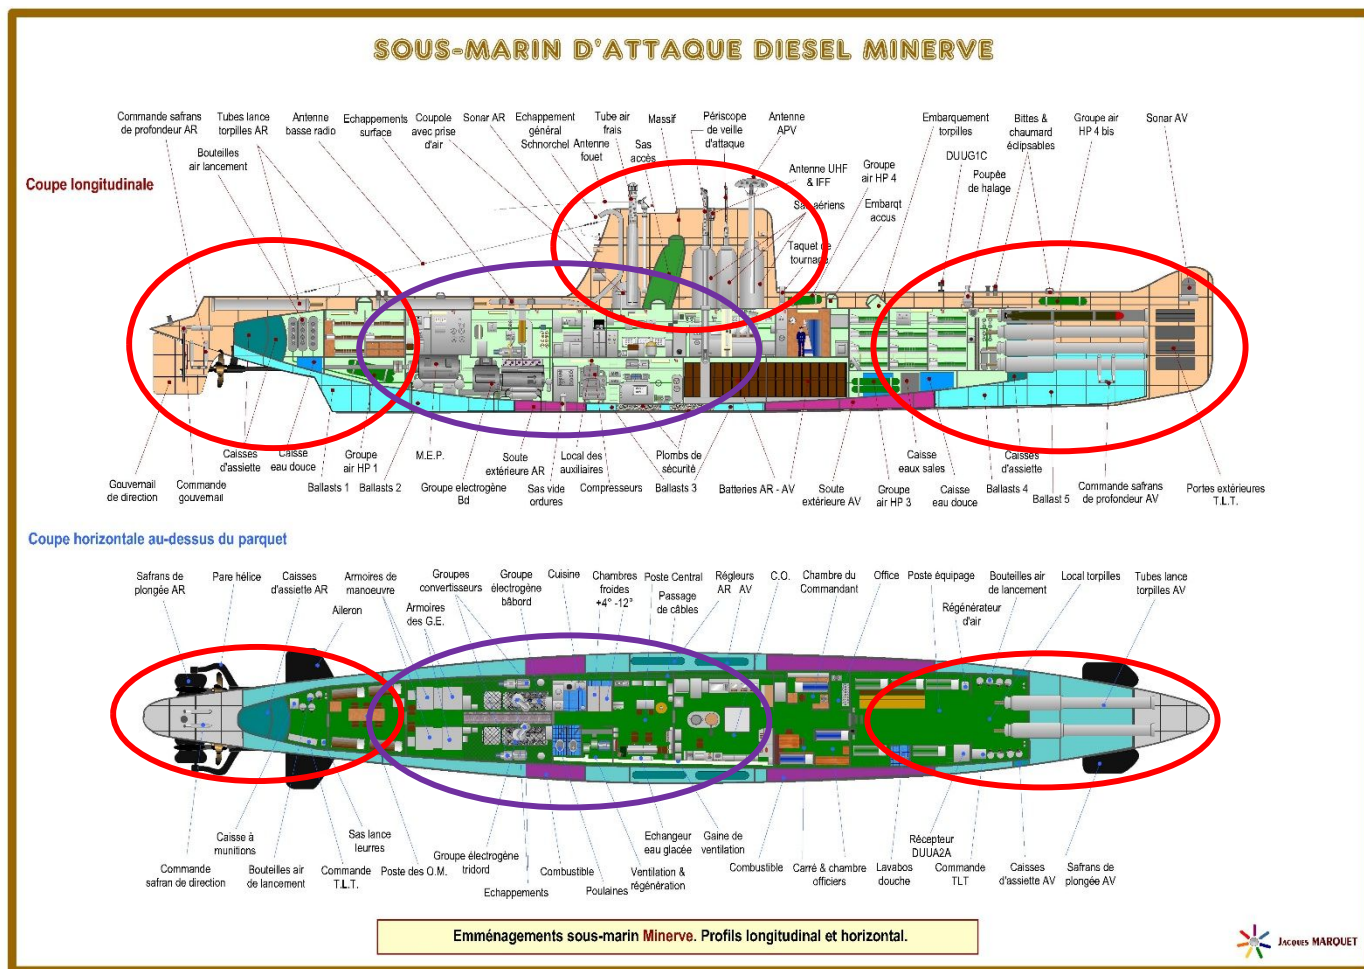 SOUS-MARIN D'ATTAQUE DIESEL MINERVE
Coupe longitudinale
Commande safrans
de profondeur AR
Tubes lance
torpilles AR
Bouteilles
air lancement
Antenne
basse radio
Echappements
surface
Coupole
avec prise
d'air
Sonar AR
Echappement
général
Schnorchel
Antenne
fouet
Tube air
frais
Sas
accès
Massif
Périscope
de veille
d'attaque
Antenne
APV
Antenne UHF
& IFF
Sas aériens
Taquet de
tournage
Groupe
air HP 4
Embarqt
accus
Embarquement
torpilles
DUUG1C
Poupée
de halage
Bittes &
chaumard
éclipsables
Groupe air
HP 4 bis
Sonar AV
Gouvernail
de direction
Commande
gouvernail
Caisses
d'assiette
Caisse
eau douce
Ballasts 1
Groupe
air HP 1
Ballasts 2
M.E.P.
Groupe electrogène
Bd
Soute
extérieure AR
Sas vide
ordures
Local des
auxiliaires
Compresseurs
Plombs de
sécurité
Ballasts 3
Batteries AR - AV
Soute
extérieure AV
Groupe
air HP 3
Caisse
eaux sales
Caisse
eau douce
Ballasts 4
Caisses
d'assiette
Ballast 5
Commande safrans
de profondeur AV
Portes extérieures
T.L.T.
Coupe horizontale au-dessus du parquet
Safrans de
plongée AR
Pare hélice
Caisses
d'assiette AR
Aileron
Armoires de
manoeuvre
Armoires
des G.E.
Groupes
convertisseurs
Groupe
électrogène
bâbord
Cuisine
Chambres
froides
+4° -12°
Poste Central
Passage
de câbles
Régleurs
AR AV
C.O.
Chambre du
Commandant
Office
Poste équipage
Régénérateur
d'air
Bouteilles air
de lancement
Local torpilles
Tubes lance
torpilles AV
Commande
safran de direction
Caisse à
munitions
Bouteilles air
de lancement
Sas lance
leurres
Commande
T.L.T.
Poste des O.M.
Groupe électrogène
tridord
Echappements
Combustible
Poulaines
Ventilation &
régénération
Echangeur
eau glacée
Gaine de
ventilation
Combustible
Carré & chambre
officiers
Lavabos
douche
Récepteur
DUUA2A
Commande
TLT
Caisses
d'assiette AV
Safrans de
plongée AV
Emménagements sous-marin Minerve. Profils longitudinal et horizontal.
JACQUES MARQUET